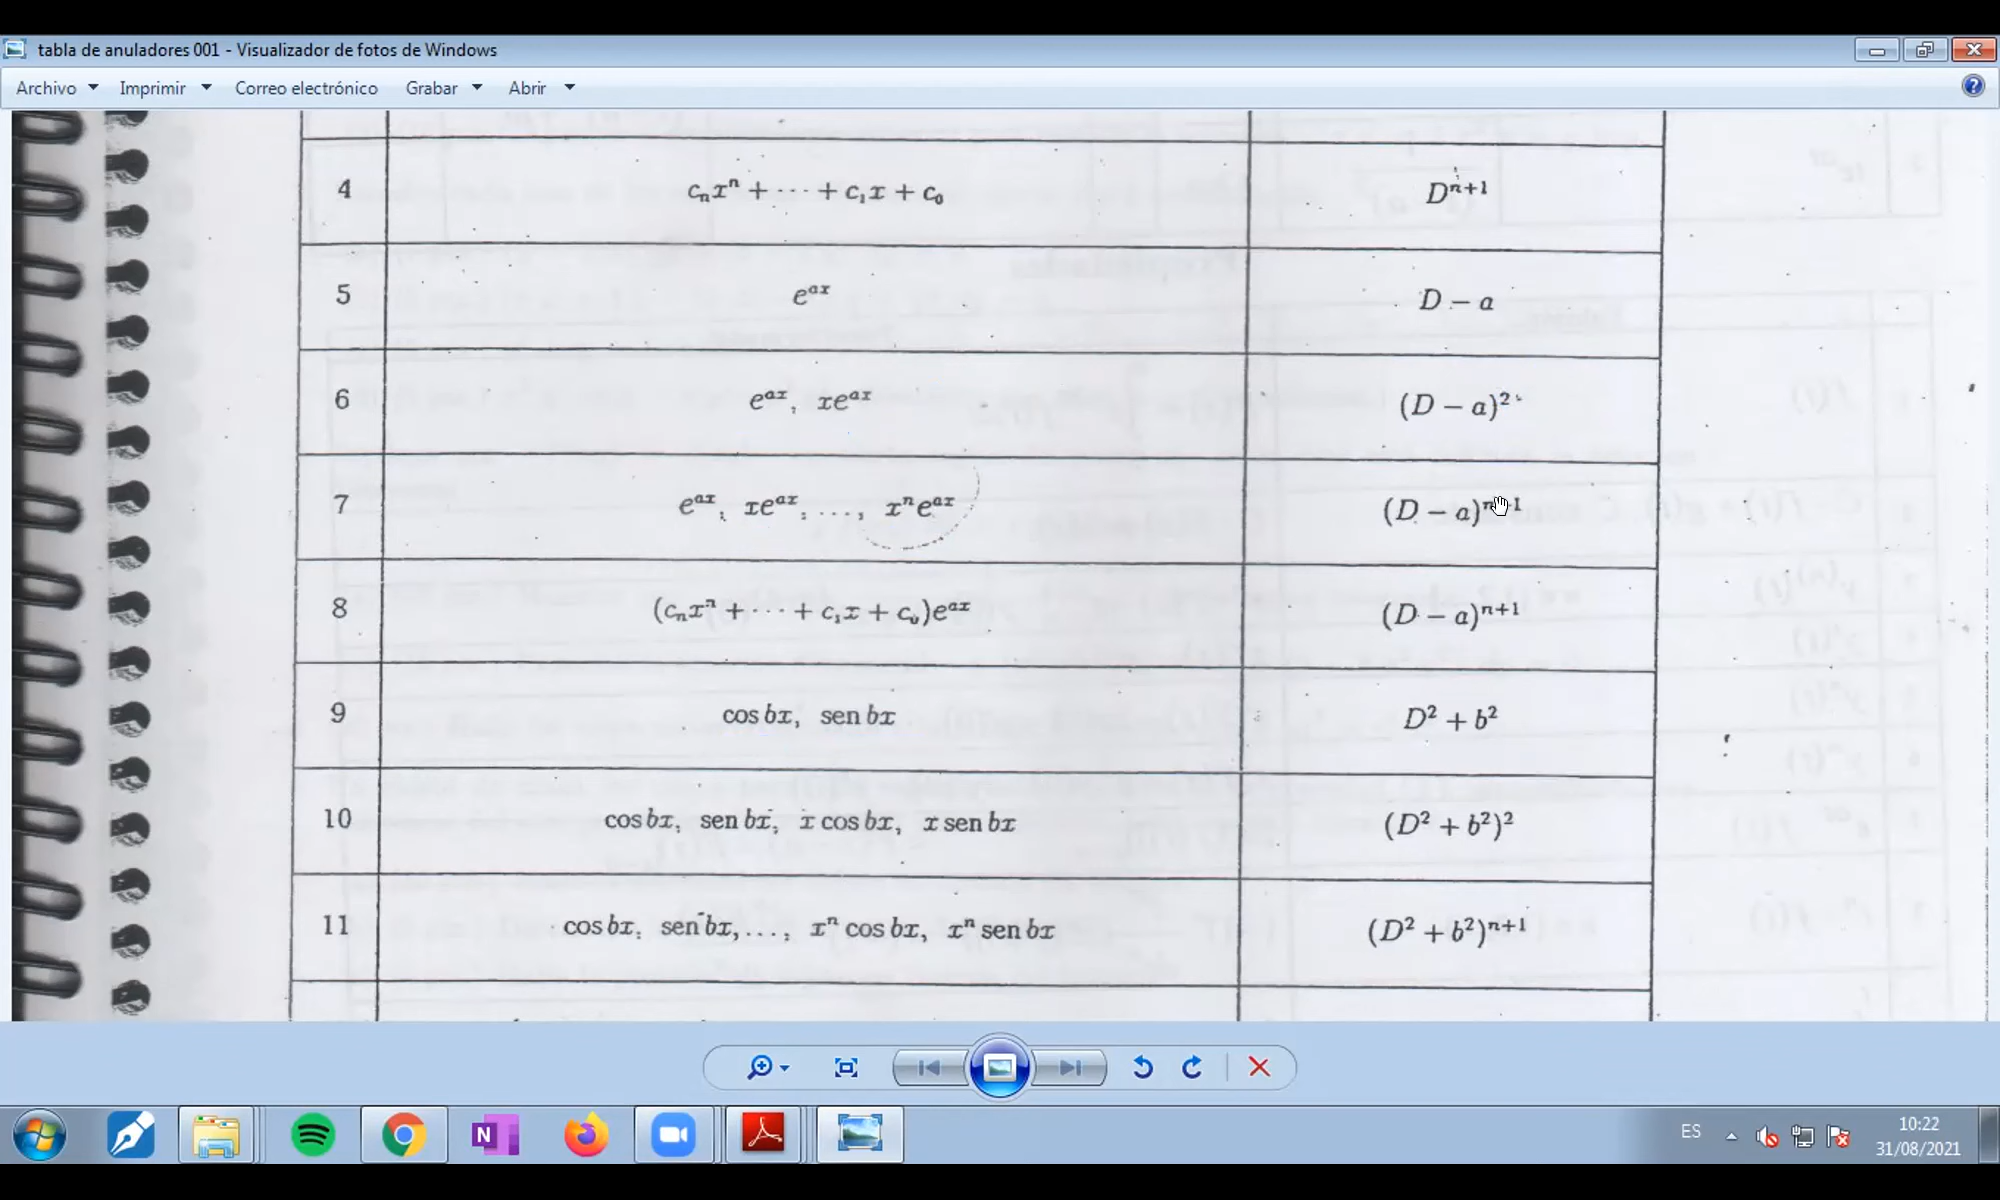 tabla de anuladores 001 - Visualizador de fotos de Windows
Archivo Imprimir Correo electrónico Grabar Abrir
4 cₙxⁿ + ··· + c₁x + c₀ Dⁿ⁺¹
5 eᵃˣ D − a
6 eᵃˣ, xeᵃˣ (D − a)²
7 eᵃˣ, xeᵃˣ, ..., xⁿeᵃˣ (D − a)ⁿ⁺¹
8 (cₙxⁿ + ··· + c₁x + c₀)eᵃˣ (D − a)ⁿ⁺¹
9 cos bx, sen bx D² + b²
10 cos bx, sen bx, x cos bx, x sen bx (D² + b²)²
11 cos bx, sen bx, ..., xⁿ cos bx, xⁿ sen bx (D² + b²)ⁿ⁺¹
ES
10:22
31/08/2021